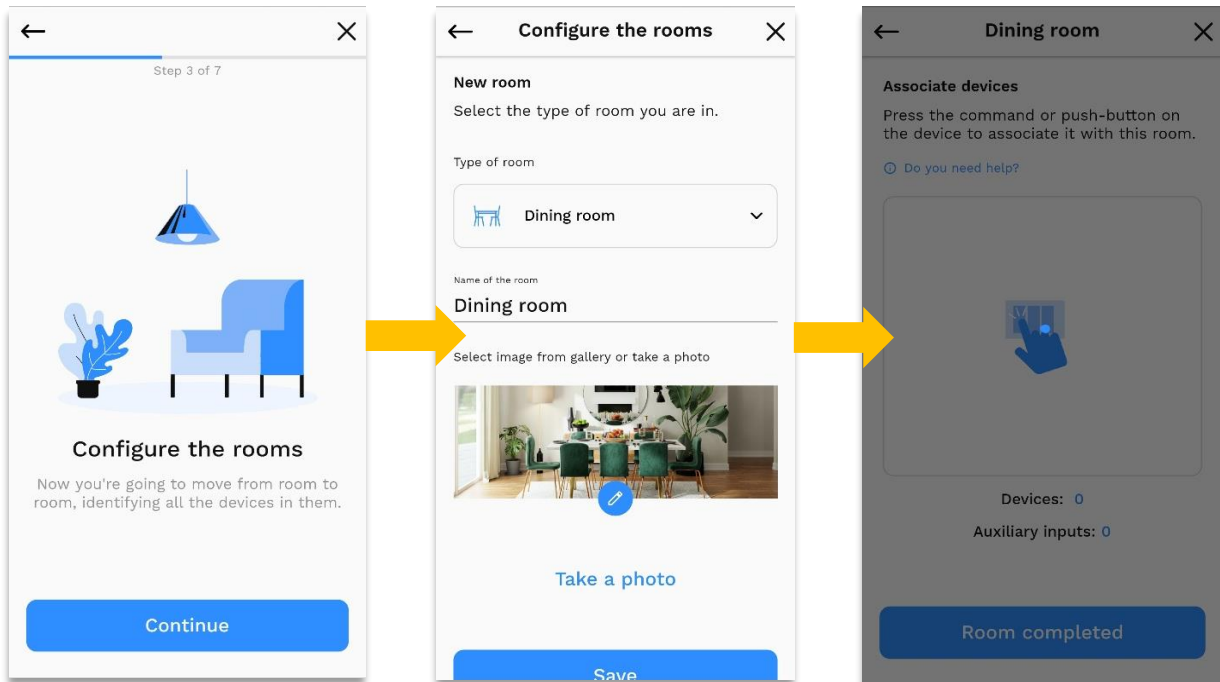 Step 3 of 7
Configure the rooms
Now you're going to move from room to
room, identifying all the devices in them.
Continue
Configure the rooms
New room
Select the type of room you are in.
Type of room
Dining room
Name of the room
Dining room
Select image from gallery or take a photo
Take a photo
Save
Dining room
Associate devices
Press the command or push-button on
the device to associate it with this room.
Do you need help?
Devices: 0
Auxiliary inputs: 0
Room completed